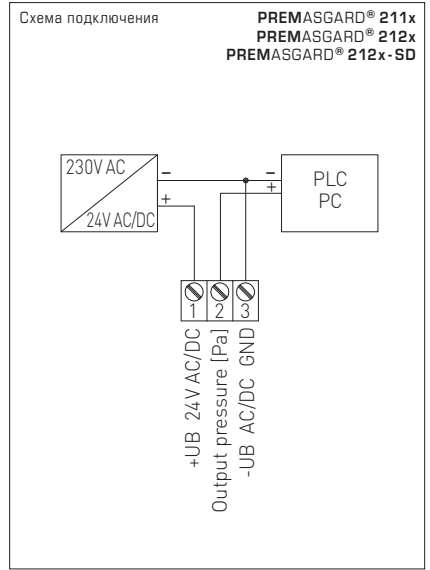 Схема подключения
PREMASGARD® 211x
PREMASGARD® 212x
PREMASGARD® 212x-SD
230V AC
24V AC/DC
–
+
–
+
PLC
PC
1 2 3
+UB 24V AC/DC
Output pressure [Pa]
-UB AC/DC GND